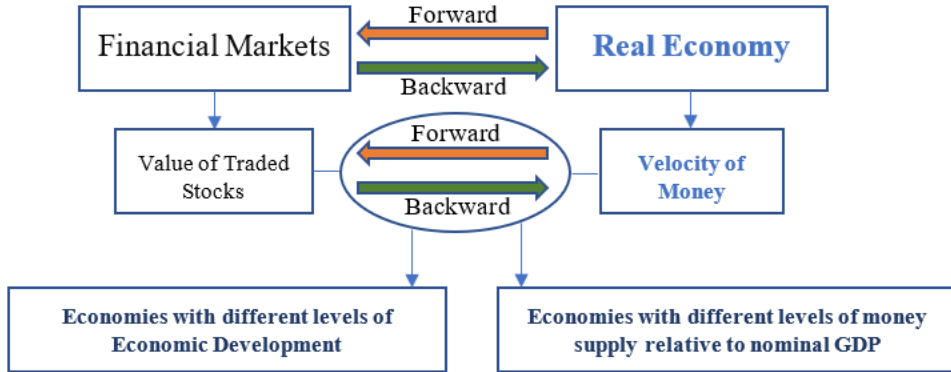 Forward
Financial Markets
Real Economy
Backward
Forward
Value of Traded
Stocks
Velocity of
Money
Backward
Economies with different levels of
Economic Development
Economies with different levels of money
supply relative to nominal GDP